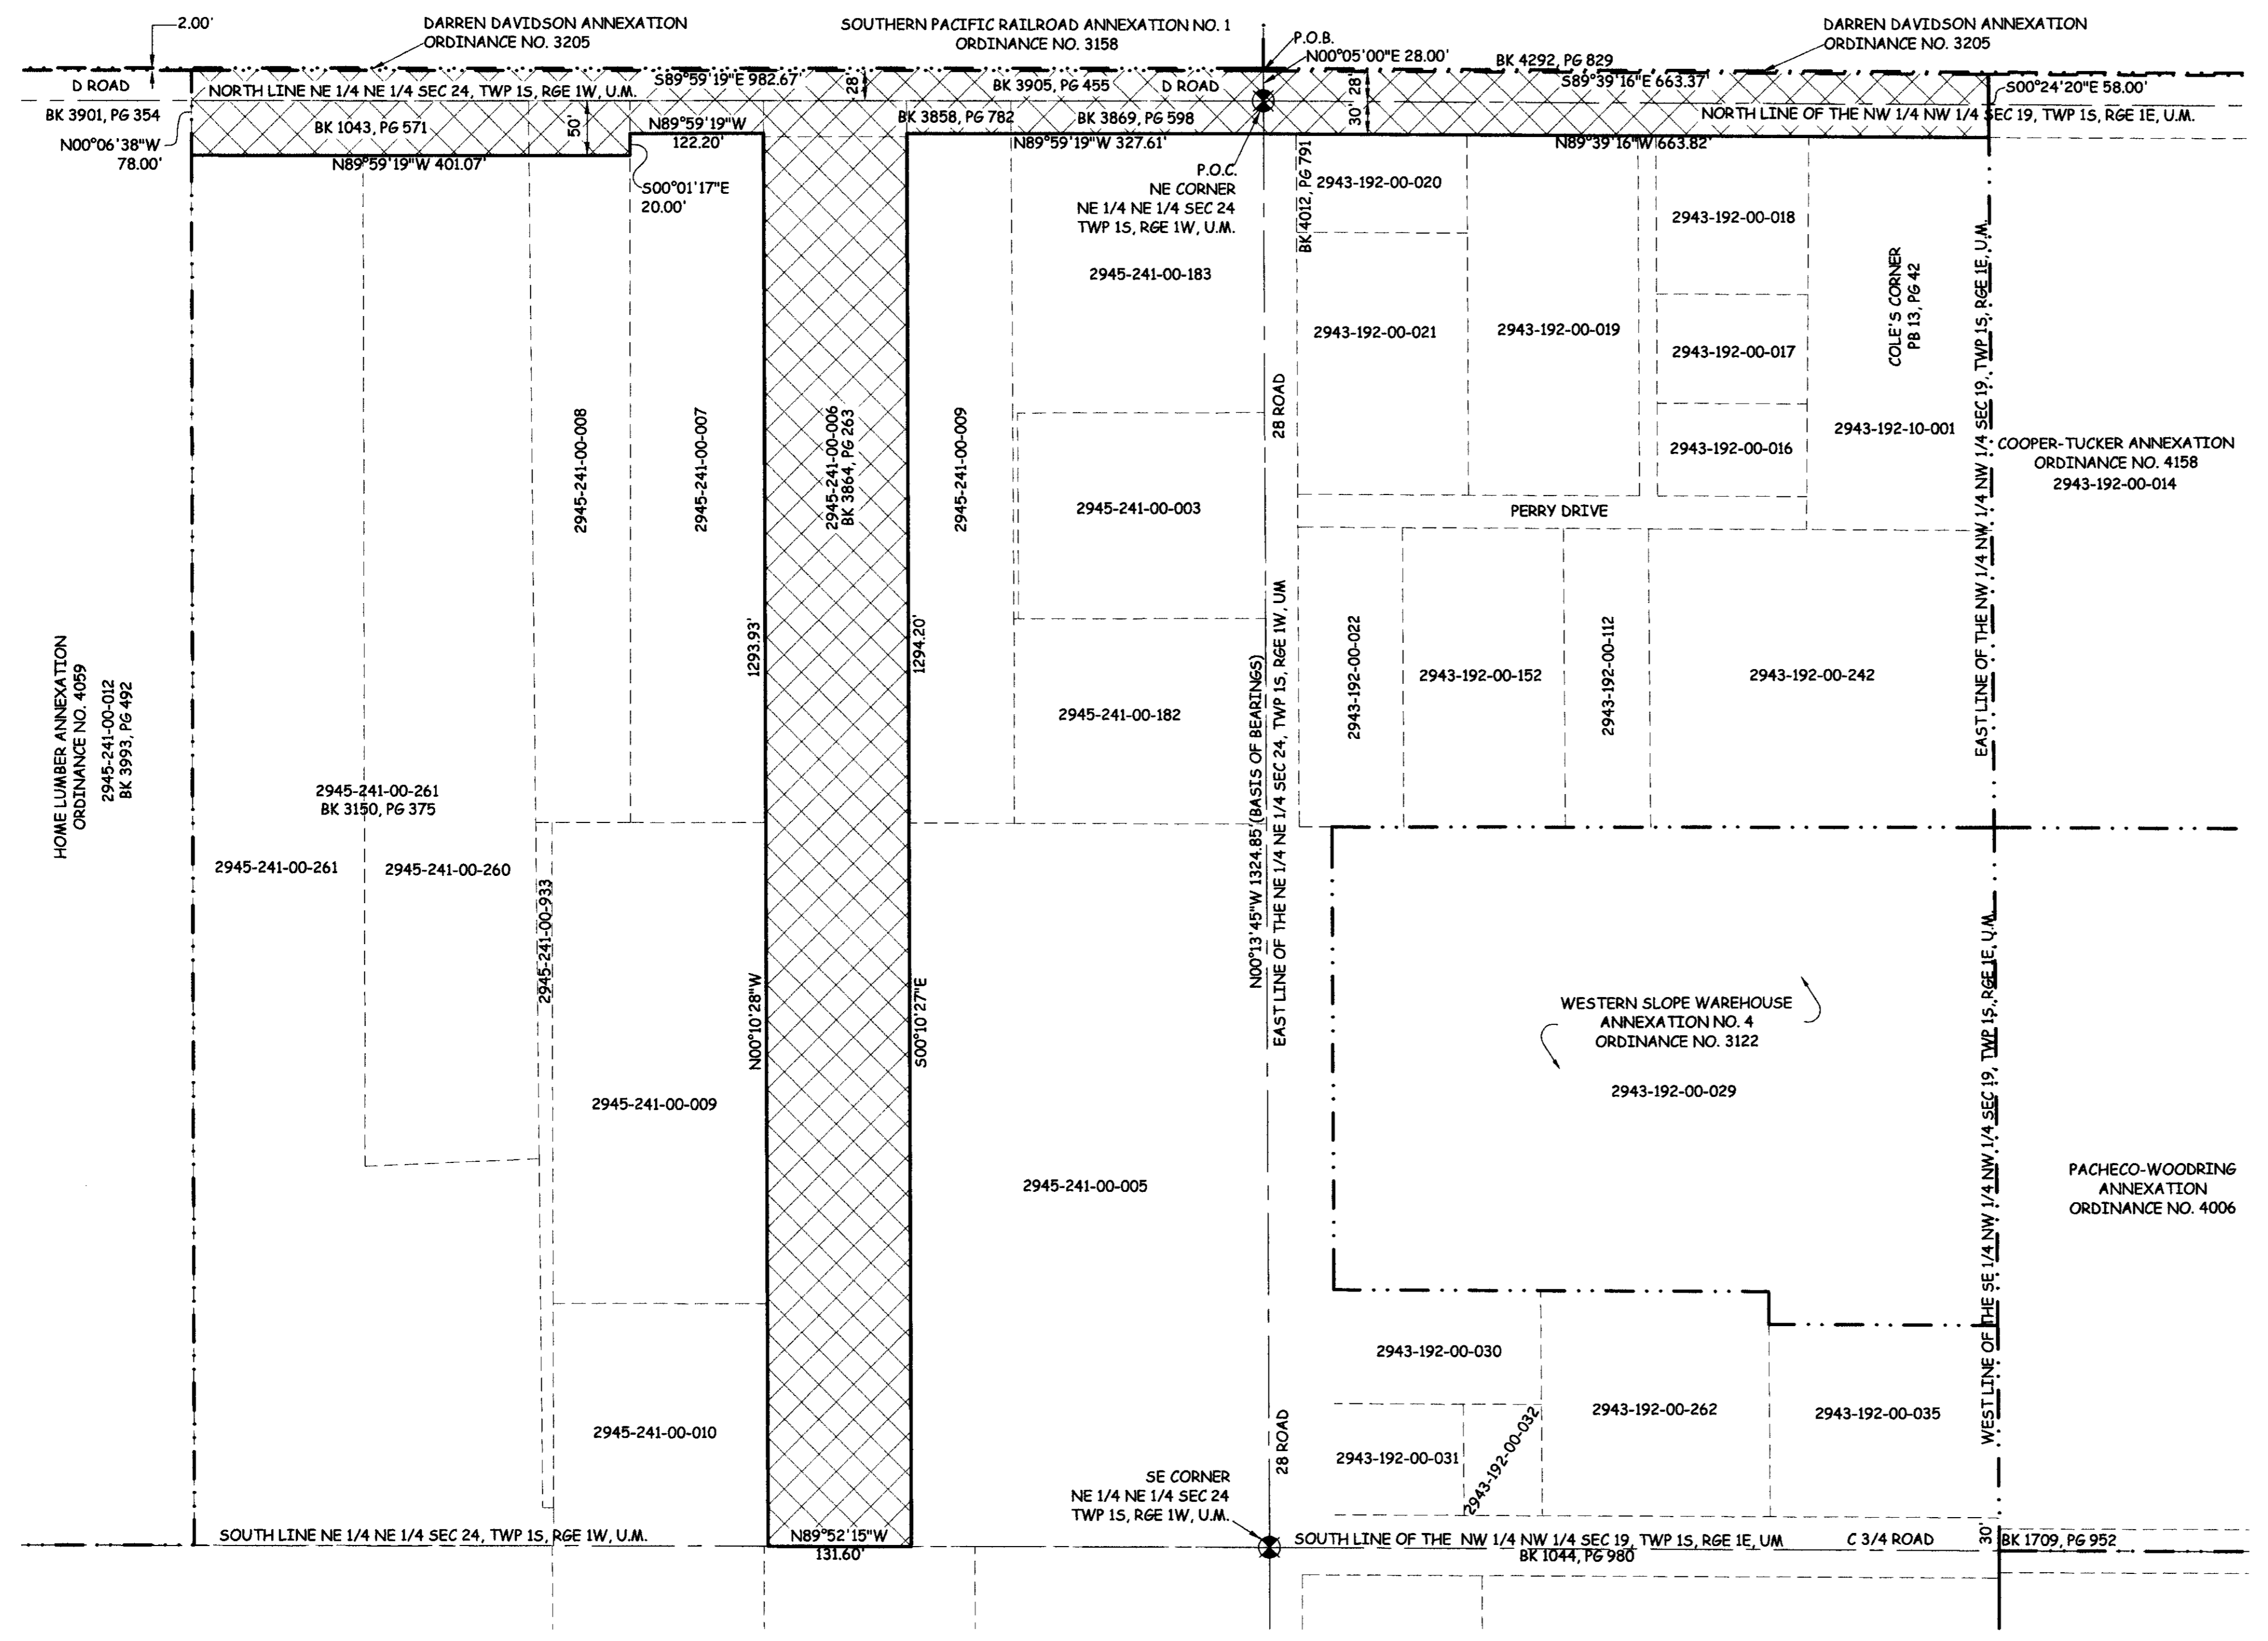 2.00'
DARREN DAVIDSON ANNEXATION
ORDINANCE NO. 3205
SOUTHERN PACIFIC RAILROAD ANNEXATION NO. 1
ORDINANCE NO. 3158
DARREN DAVIDSON ANNEXATION
ORDINANCE NO. 3205
P.O.B.
N00°05'00"E 28.00'
BK 4292, PG 829
D ROAD
S89°59'19"E 982.67'
28'
BK 3905, PG 455
D ROAD
28'
S89°39'16"E 663.37'
S00°24'20"E 58.00'
NORTH LINE NE 1/4 NE 1/4 SEC 24, TWP 1S, RGE 1W, U.M.
BK 3901, PG 354
BK 1043, PG 571
50'
N89°59'19"W
122.20'
BK 3858, PG 782
BK 3869, PG 598
30'
NORTH LINE OF THE NW 1/4 NW 1/4 SEC 19, TWP 1S, RGE 1E, U.M.
N00°06'38"W
78.00'
N89°59'19"W 401.07'
N89°59'19"W 327.61'
N89°39'16"W 663.82'
S00°01'17"E
20.00'
P.O.C.
NE CORNER
NE 1/4 NE 1/4 SEC 24
TWP 1S, RGE 1W, U.M.
BK 4012, PG 791
2943-192-00-020
2943-192-00-018
2945-241-00-183
2943-192-00-021
2943-192-00-019
2943-192-00-017
COLE'S CORNER
PB 13, PG 42
EAST LINE OF THE NW 1/4 NW 1/4 SEC 19, TWP 1S, RGE 1E, U.M.
28 ROAD
2943-192-00-016
2943-192-10-001
COOPER-TUCKER ANNEXATION
ORDINANCE NO. 4158
2943-192-00-014
2945-241-00-008
2945-241-00-007
2945-241-00-006
BK 3864, PG 263
2945-241-00-009
2945-241-00-003
PERRY DRIVE
1293.93'
1294.20'
2945-241-00-182
2943-192-00-022
2943-192-00-152
2943-192-00-112
2943-192-00-242
HOME LUMBER ANNEXATION
ORDINANCE NO. 4059
2945-241-00-012
BK 3993, PG 492
2945-241-00-261
BK 3150, PG 375
N00°13'45"W 1324.85' (BASIS OF BEARINGS)
EAST LINE OF THE NE 1/4 NE 1/4 SEC 24, TWP 1S, RGE 1W, UM
2945-241-00-261
2945-241-00-260
2945-241-00-933
N00°10'28"W
S00°10'27"E
WESTERN SLOPE WAREHOUSE
ANNEXATION NO. 4
ORDINANCE NO. 3122
2943-192-00-029
WEST LINE OF THE SE 1/4 NW 1/4 NW 1/4 SEC 19, TWP 1S, RGE 1E, U.M.
2945-241-00-009
2945-241-00-005
PACHECO-WOODRING
ANNEXATION
ORDINANCE NO. 4006
2943-192-00-030
2945-241-00-010
28 ROAD
2943-192-00-031
2943-192-00-032
2943-192-00-262
2943-192-00-035
SE CORNER
NE 1/4 NE 1/4 SEC 24
TWP 1S, RGE 1W, U.M.
SOUTH LINE NE 1/4 NE 1/4 SEC 24, TWP 1S, RGE 1W, U.M.
N89°52'15"W
131.60'
SOUTH LINE OF THE NW 1/4 NW 1/4 SEC 19, TWP 1S, RGE 1E, UM
C 3/4 ROAD
30'
BK 1709, PG 952
BK 1044, PG 980